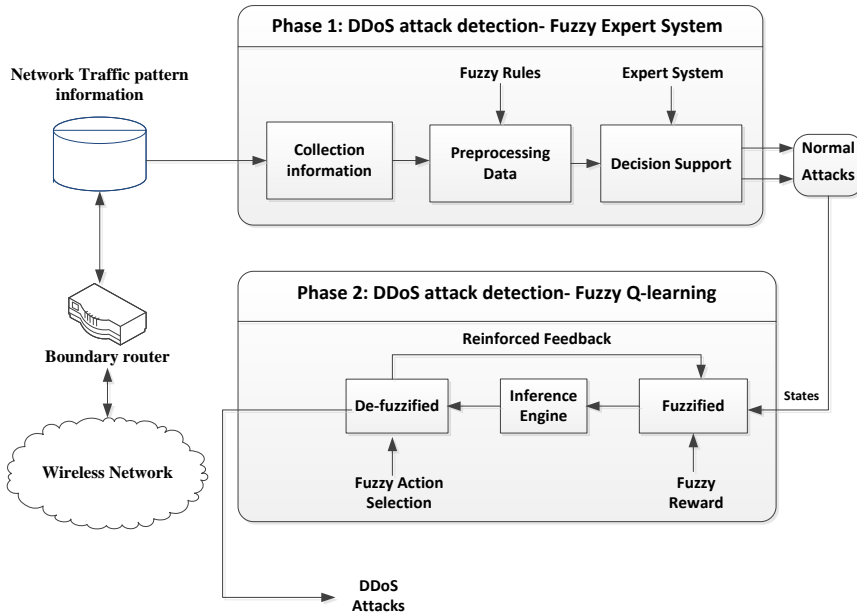 Phase 1: DDoS attack detection- Fuzzy Expert System
Network Traffic pattern
information
Fuzzy Rules
Expert System
Collection
information
Preprocessing
Data
Decision Support
Normal
Attacks
Phase 2: DDoS attack detection- Fuzzy Q-learning
Reinforced Feedback
Boundary router
De-fuzzified
Inference
Engine
Fuzzified
States
Wireless Network
Fuzzy Action
Selection
Fuzzy
Reward
DDoS
Attacks